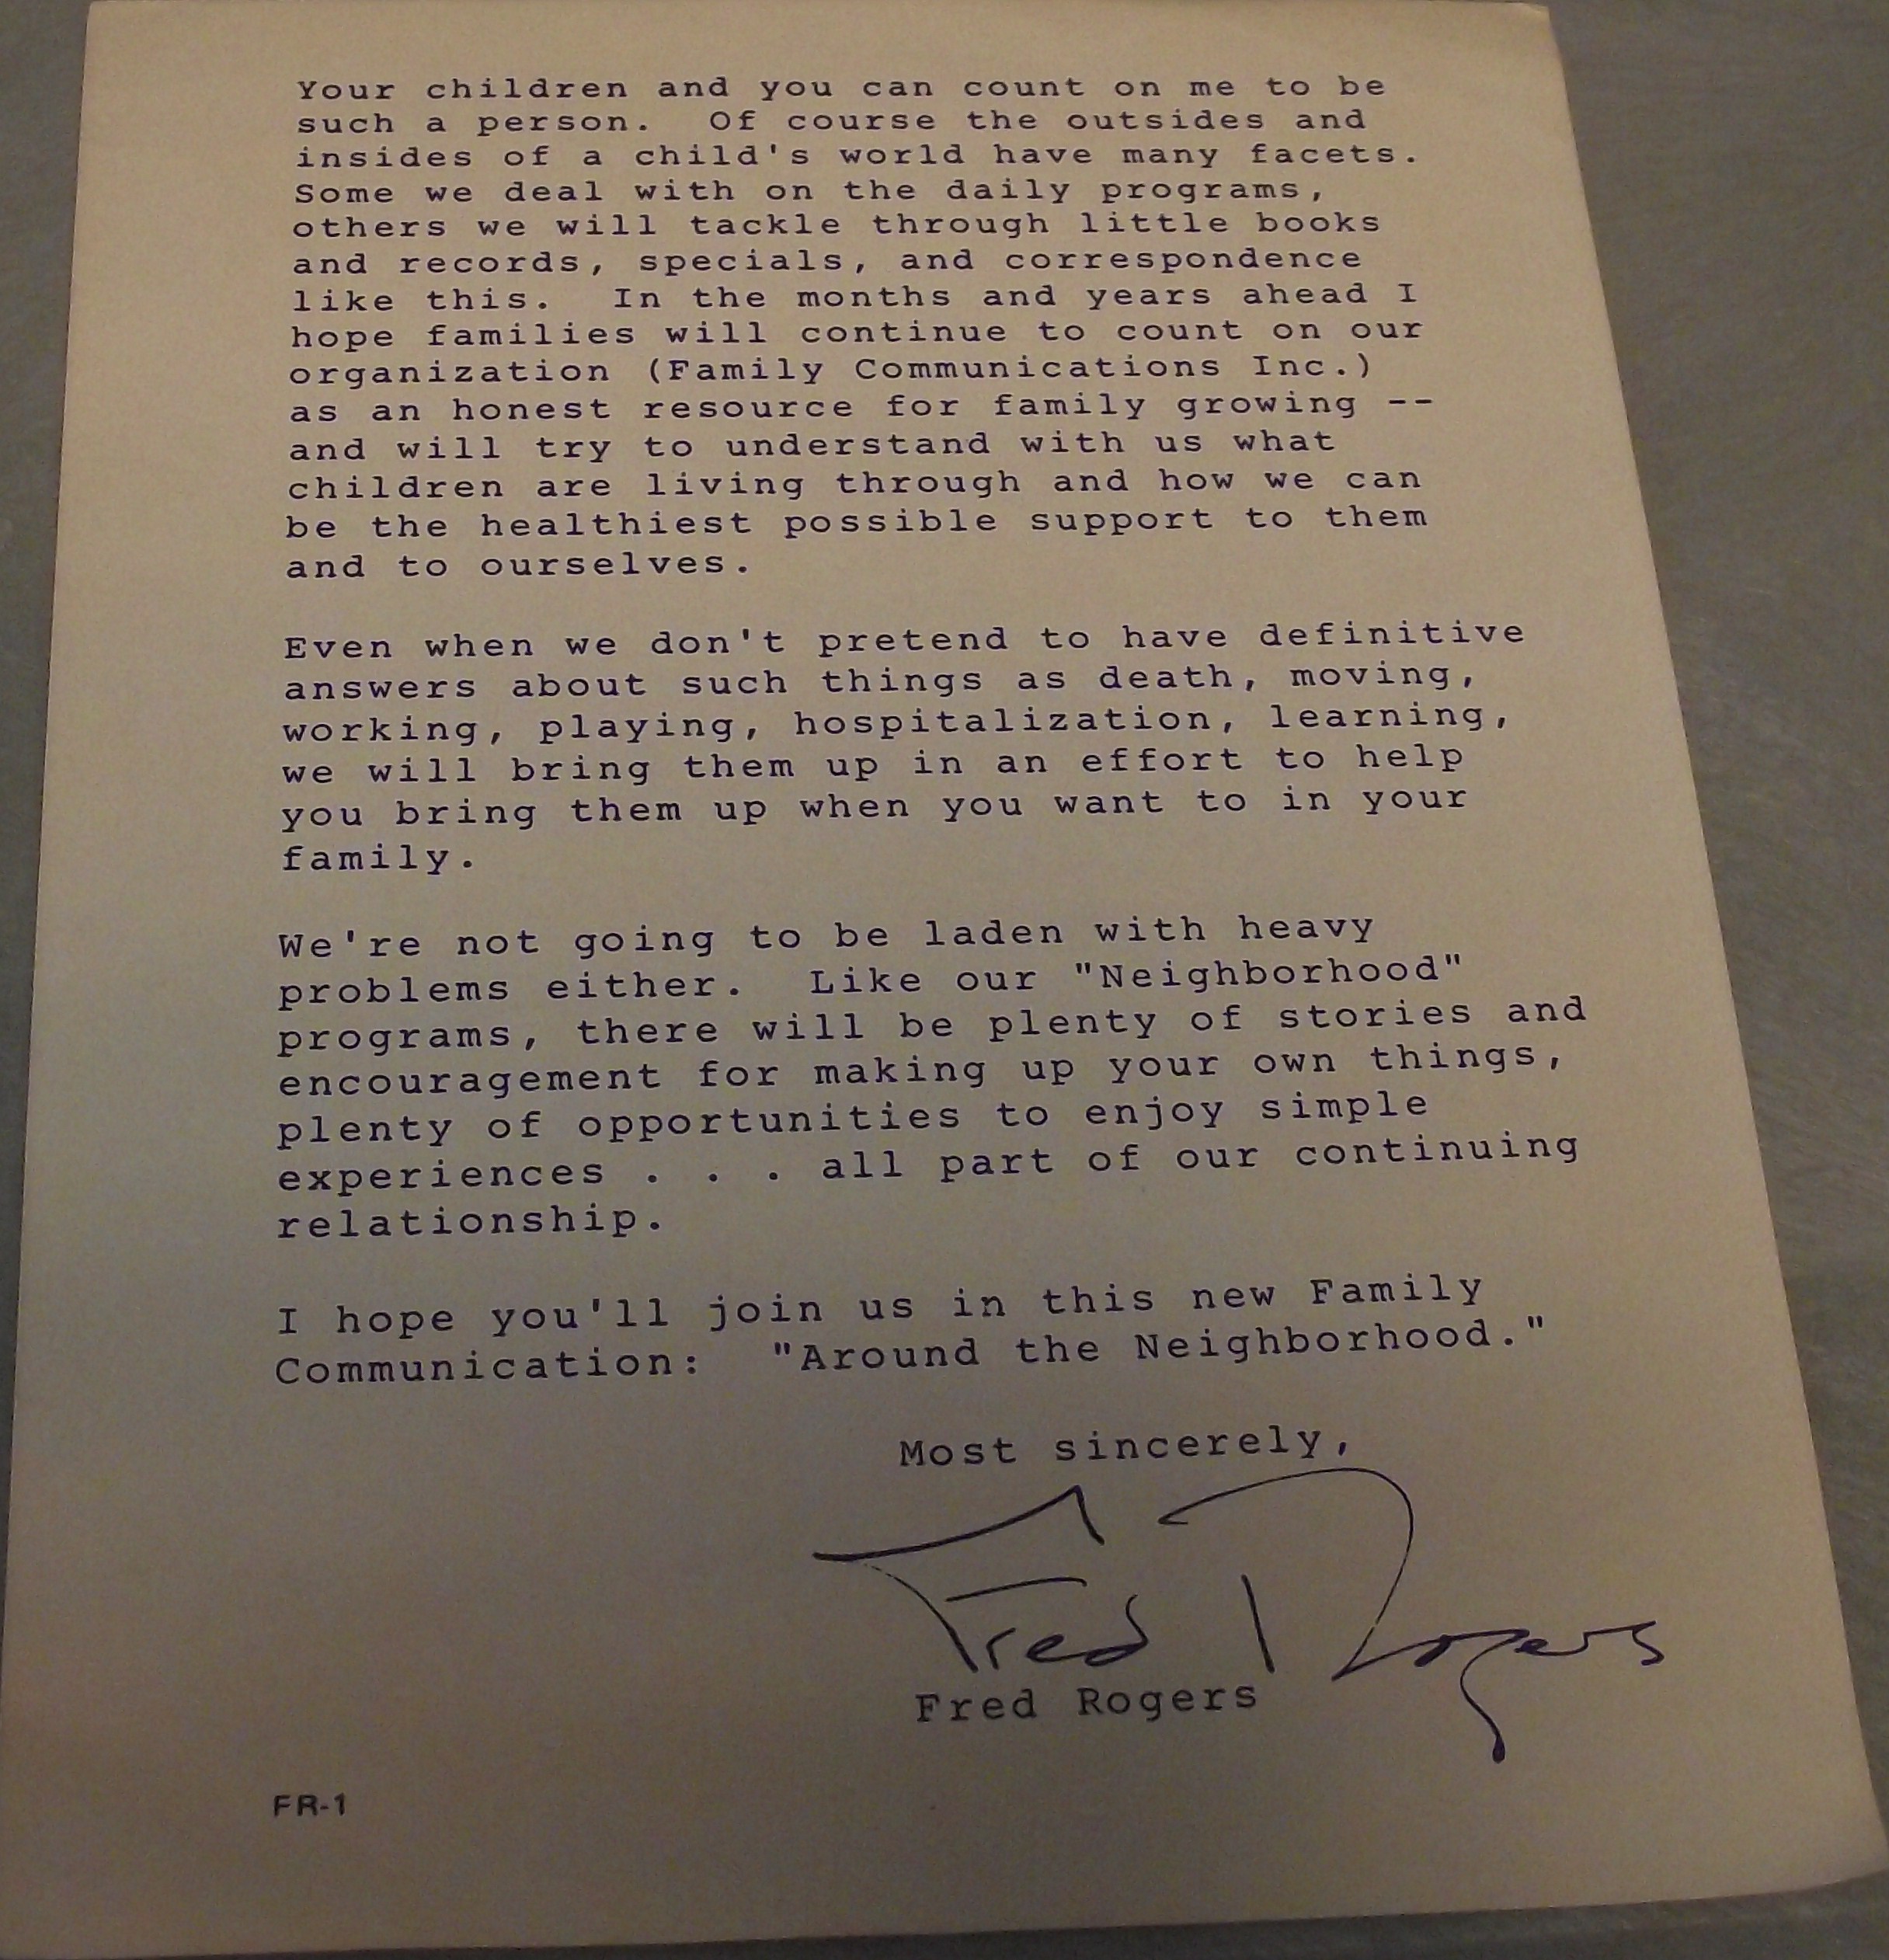 Your children and you can count on me to be
such a person.  Of course the outsides and
insides of a child's world have many facets.
Some we deal with on the daily programs,
others we will tackle through little books
and records, specials, and correspondence
like this.  In the months and years ahead I
hope families will continue to count on our
organization (Family Communications Inc.)
as an honest resource for family growing --
and will try to understand with us what
children are living through and how we can
be the healthiest possible support to them
and to ourselves.
Even when we don't pretend to have definitive
answers about such things as death, moving,
working, playing, hospitalization, learning,
we will bring them up in an effort to help
you bring them up when you want to in your
family.
We're not going to be laden with heavy
problems either.  Like our "Neighborhood"
programs, there will be plenty of stories and
encouragement for making up your own things,
plenty of opportunities to enjoy simple
experiences . . . all part of our continuing
relationship.
I hope you'll join us in this new Family
Communication:  "Around the Neighborhood."
Most sincerely,
Fred Rogers
Fred Rogers
FR-1